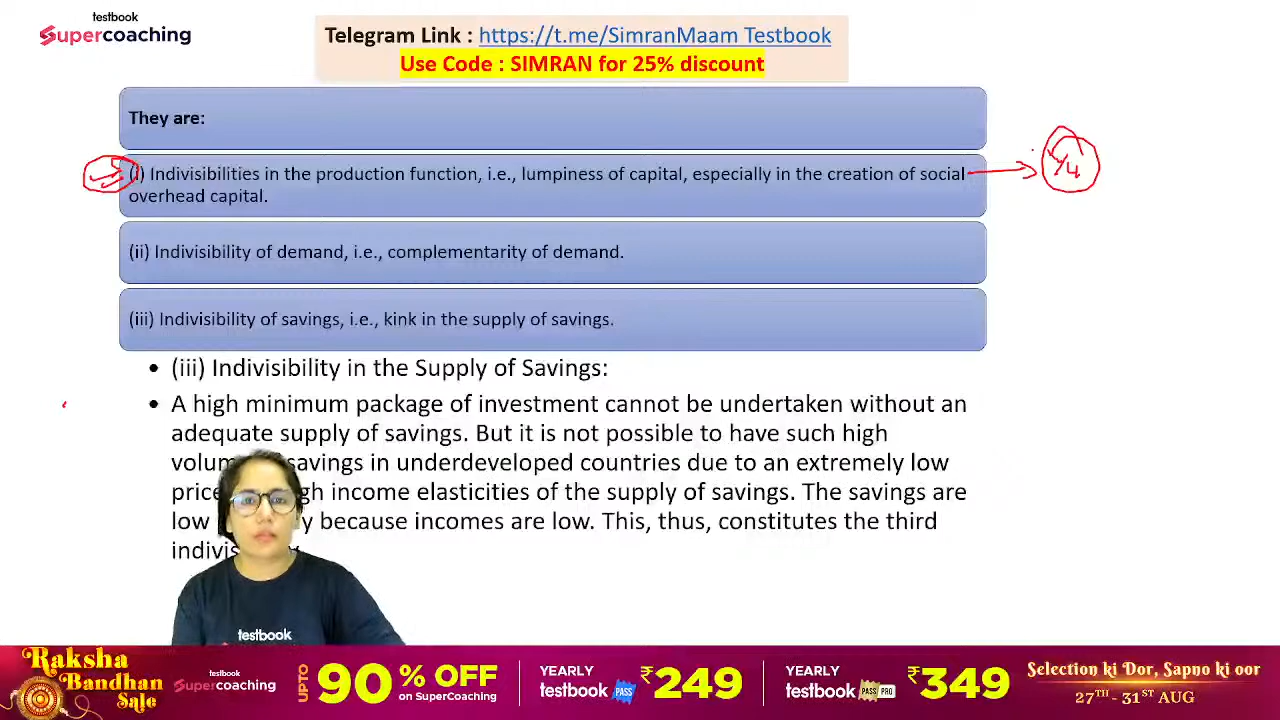 testbook
Supercoaching
Telegram Link : https://t.me/SimranMaam Testbook
Use Code : SIMRAN for 25% discount
They are:
(i) Indivisibilities in the production function, i.e., lumpiness of capital, especially in the creation of social
overhead capital.
(ii) Indivisibility of demand, i.e., complementarity of demand.
(iii) Indivisibility of savings, i.e., kink in the supply of savings.
• (iii) Indivisibility in the Supply of Savings:
• A high minimum package of investment cannot be undertaken without an
adequate supply of savings. But it is not possible to have such high
savings in underdeveloped countries due to an extremely low
income elasticities of the supply of savings. The savings are
low because incomes are low. This, thus, constitutes the third
testbook
Raksha
Bandhan
Sale
testbook
Supercoaching
UPTO
90% OFF
on SuperCoaching
YEARLY
testbook PASS
₹249
YEARLY
testbook PASS PRO
₹349
Selection ki Dor, Sapno ki oor
27TH - 31ST AUG